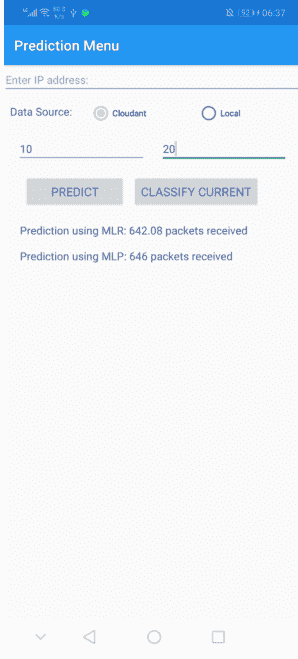 92 06:37
Prediction Menu
Enter IP address:
Data Source: Cloudant Local
10 20
PREDICT CLASSIFY CURRENT
Prediction using MLR: 642.08 packets received
Prediction using MLP: 646 packets received